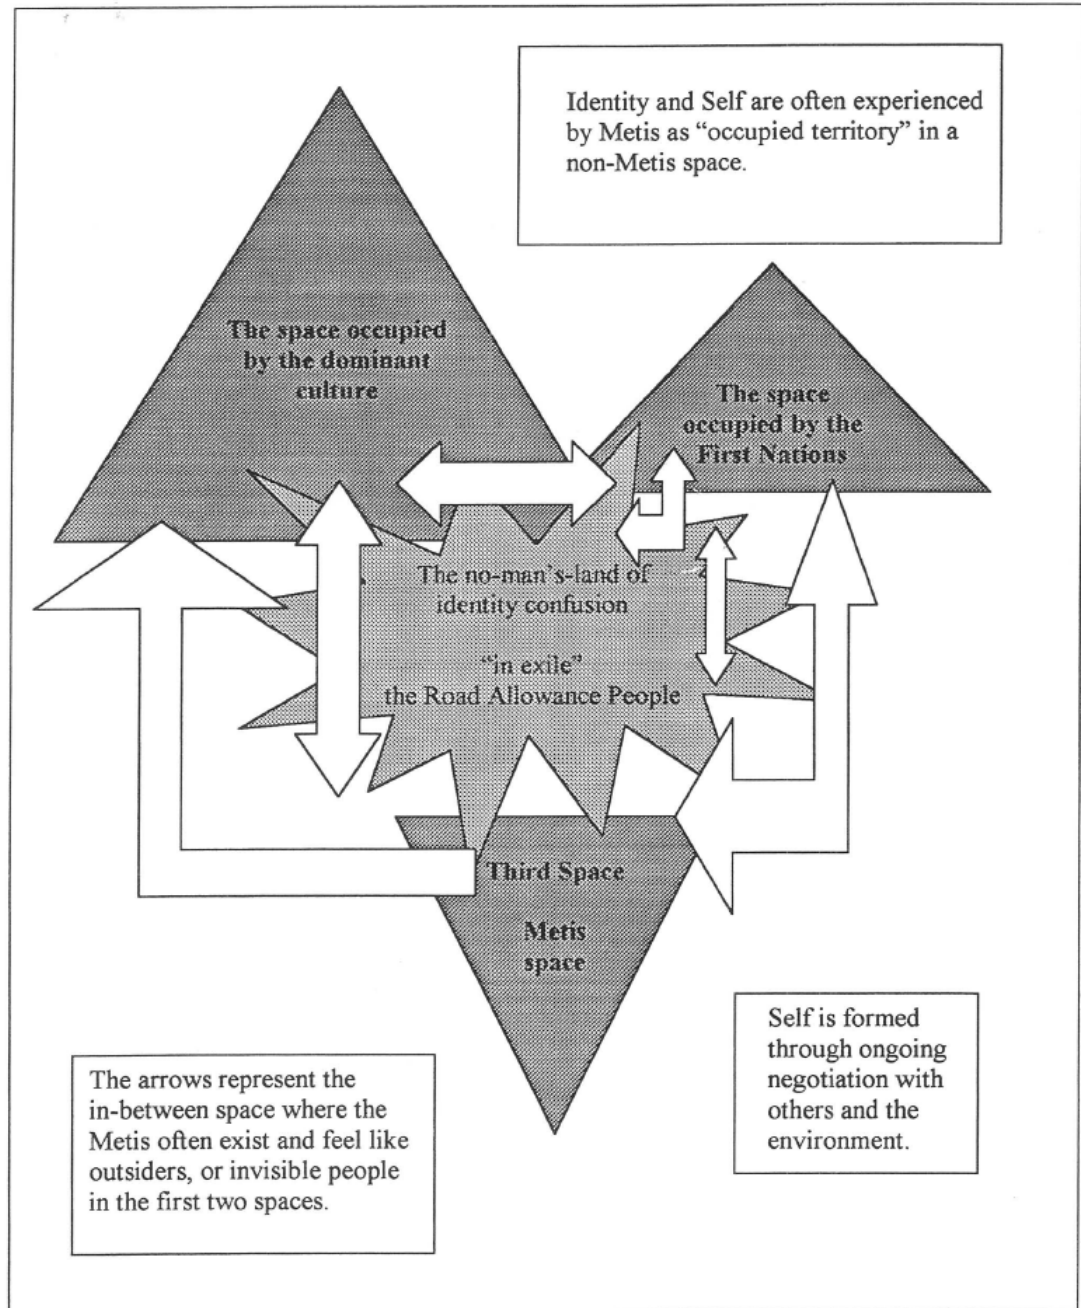 Identity and Self are often experienced
by Metis as “occupied territory” in a
non-Metis space.
The space occupied
by the dominant
culture
The space
occupied by the
First Nations
The no-man’s-land of
identity confusion
“in exile”
the Road Allowance People
Third Space
Metis
space
Self is formed
through ongoing
negotiation with
others and the
environment.
The arrows represent the
in-between space where the
Metis often exist and feel like
outsiders, or invisible people
in the first two spaces.